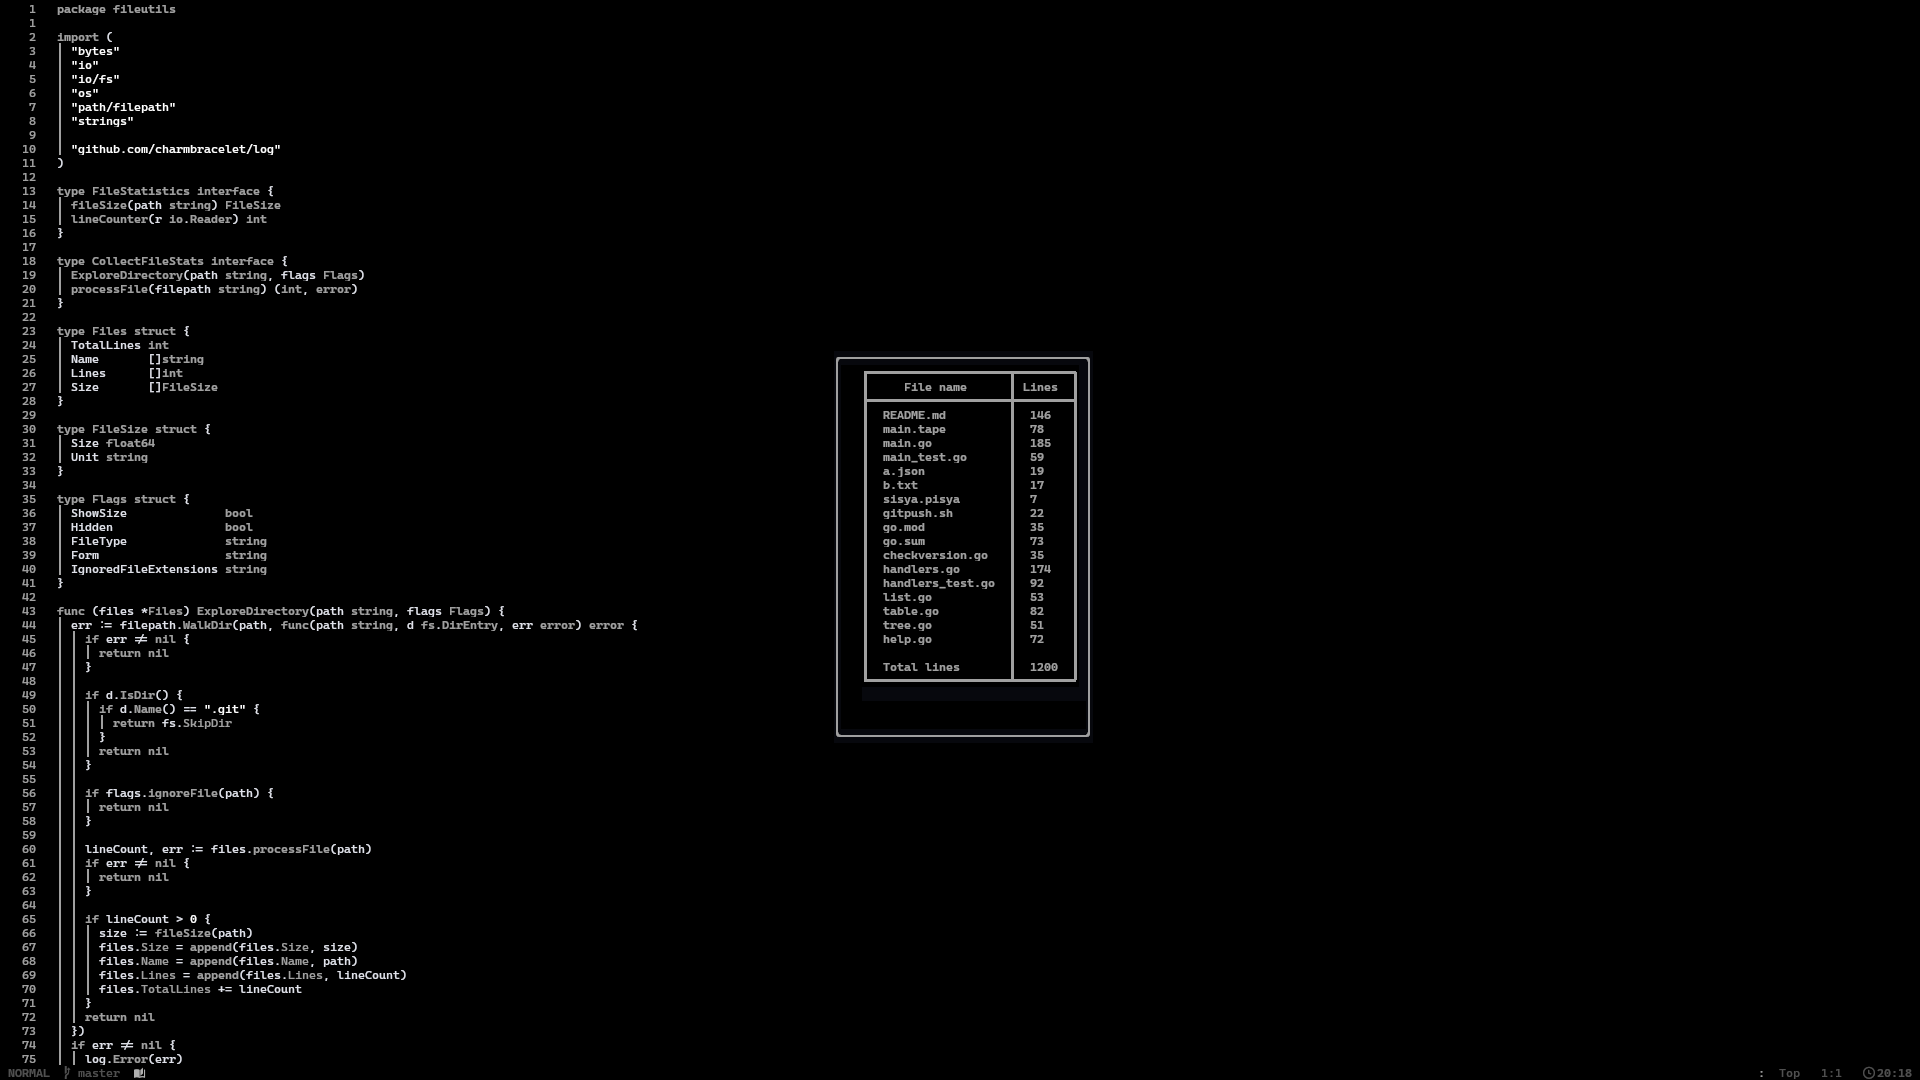 1 package fileutils
1
2 import (
3 "bytes"
4 "io"
5 "io/fs"
6 "os"
7 "path/filepath"
8 "strings"
9
10 "github.com/charmbracelet/log"
11 )
12
13 type FileStatistics interface {
14 fileSize(path string) FileSize
15 lineCounter(r io.Reader) int
16 }
17
18 type CollectFileStats interface {
19 ExploreDirectory(path string, flags Flags)
20 processFile(filepath string) (int, error)
21 }
22
23 type Files struct {
24 TotalLines int
25 Name []string
26 Lines []int
27 Size []FileSize
28 }
29
30 type FileSize struct {
31 Size float64
32 Unit string
33 }
34
35 type Flags struct {
36 ShowSize bool
37 Hidden bool
38 FileType string
39 Form string
40 IgnoredFileExtensions string
41 }
42
43 func (files *Files) ExploreDirectory(path string, flags Flags) {
44 err := filepath.WalkDir(path, func(path string, d fs.DirEntry, err error) error {
45 if err ≠ nil {
46 return nil
47 }
48
49 if d.IsDir() {
50 if d.Name() == ".git" {
51 return fs.SkipDir
52 }
53 return nil
54 }
55
56 if flags.ignoreFile(path) {
57 return nil
58 }
59
60 lineCount, err := files.processFile(path)
61 if err ≠ nil {
62 return nil
63 }
64
65 if lineCount > 0 {
66 size := fileSize(path)
67 files.Size = append(files.Size, size)
68 files.Name = append(files.Name, path)
69 files.Lines = append(files.Lines, lineCount)
70 files.TotalLines += lineCount
71 }
72 return nil
73 })
74 if err ≠ nil {
75 log.Error(err)
File name Lines
README.md 146
main.tape 78
main.go 185
main_test.go 59
a.json 19
b.txt 17
sisya.pisya 7
gitpush.sh 22
go.mod 35
go.sum 73
checkversion.go 35
handlers.go 174
handlers_test.go 92
list.go 53
table.go 82
tree.go 51
help.go 72
Total lines 1200
NORMAL master : Top 1:1 20:18